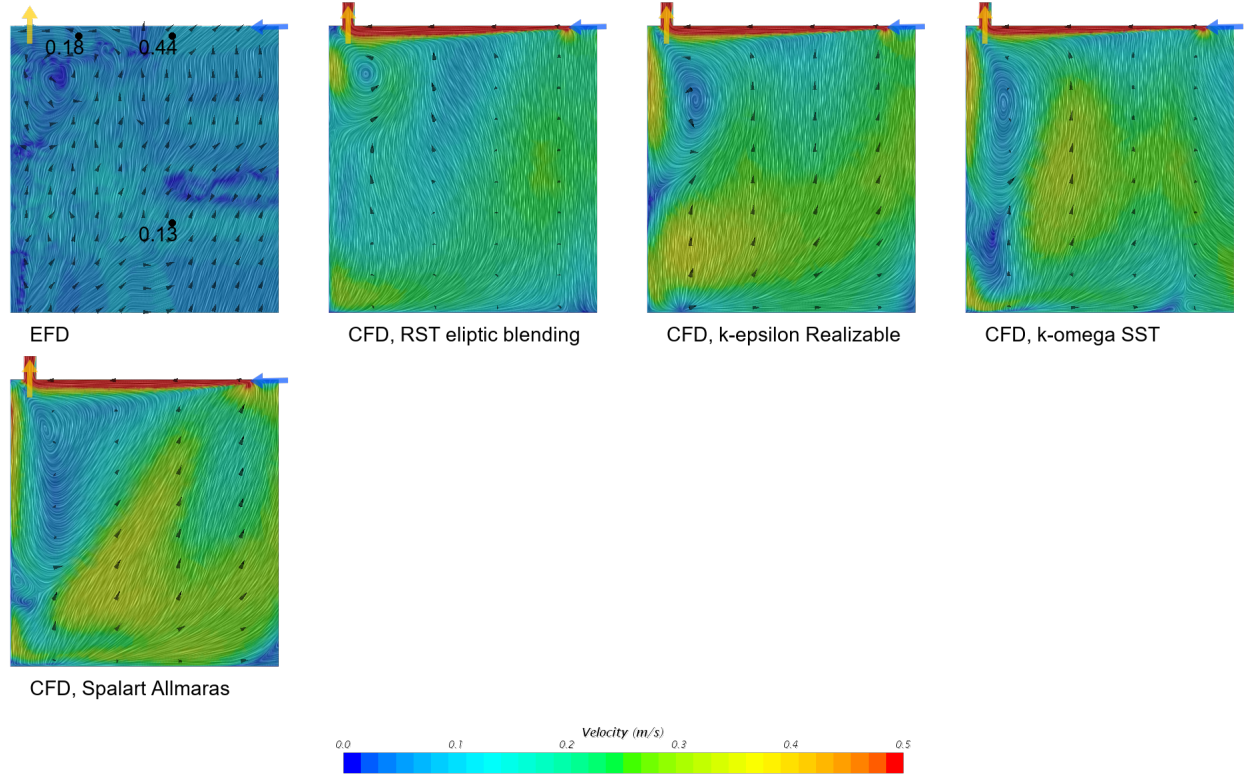 0.18
0.44
0.13
EFD
CFD, RST eliptic blending
CFD, k-epsilon Realizable
CFD, k-omega SST
CFD, Spalart Allmaras
Velocity (m/s)
0.0 0.1 0.2 0.3 0.4 0.5